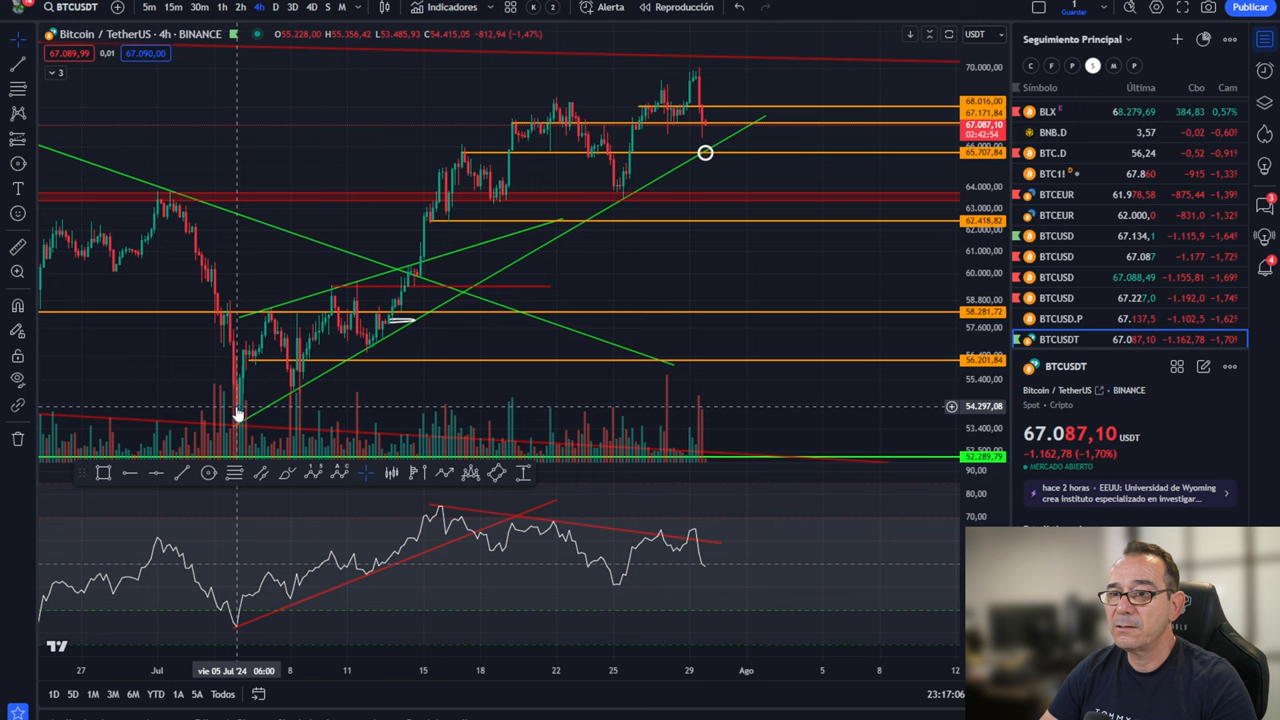 BTCUSDT
5m 15m 30m 1h 2h 4h D 3D 4D S M
Indicadores
K 2
Alerta
Reproducción
1
Guardar
Publicar
Bitcoin / TetherUS · 4h · BINANCE
O55.228,00 H55.356,42 L53.485,93 C54.415,05 −812,94 (−1,47%)
USDT
67.089,99 0,01 67.090,00
3
70.000,00
68.016,00
67.171,84
67.087,10
02:42:54
65.707,84
64.000,00
63.000,00
62.418,82
62.000,00
61.000,00
60.000,00
58.800,00
58.281,72
57.600,00
56.201,84
55.400,00
54.297,08
53.400,00
52.289,79
90,00
80,00
70,00
27 Jul vie 05 Jul '24 06:00 8 11 15 18 22 25 29 Ago 5 8 12
1D 5D 1M 3M 6M YTD 1A 5A Todos
23:17:06
Seguimiento Principal
C F P S M P
Símbolo Última Cbo Cam
BLX E 68.279,69 384,83 0,57%
BNB.D 3,57 −0,02 −0,60%
BTC.D 56,24 −0,52 −0,91%
BTC1! D 67.860 −915 −1,33%
BTCEUR 61.978,58 −875,44 −1,39%
BTCEUR 62.000,0 −831,0 −1,32%
BTCUSD 67.134,1 −1.115,9 −1,64%
BTCUSD 67.087 −1.177 −1,72%
BTCUSD 67.088,49 −1.155,81 −1,69%
BTCUSD 67.227,0 −1.192,0 −1,74%
BTCUSD.P 67.137,5 −1.102,5 −1,62%
BTCUSDT 67.087,10 −1.162,78 −1,70%
3
4
BTCUSDT
Bitcoin / TetherUS · BINANCE
Spot · Cripto
67.087,10 USDT
−1.162,78 (−1,70%)
MERCADO ABIERTO
hace 2 horas · EEUU: Universidad de Wyoming
crea instituto especializado en investigar...
TOMMY